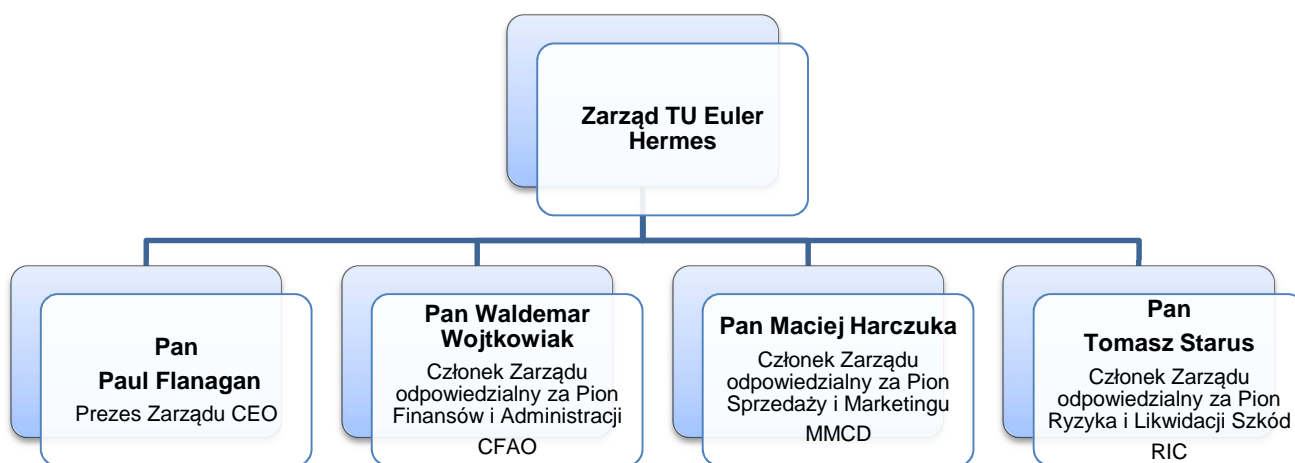 Zarząd TU Euler
Hermes
Pan
Paul Flanagan
Prezes Zarządu CEO
Pan Waldemar
Wojtkowiak
Członek Zarządu
odpowiedzialny za Pion
Finansów i Administracji
CFAO
Pan Maciej Harczuka
Członek Zarządu
odpowiedzialny za Pion
Sprzedaży i Marketingu
MMCD
Pan
Tomasz Starus
Członek Zarządu
odpowiedzialny za Pion
Ryzyka i Likwidacji Szkód
RIC